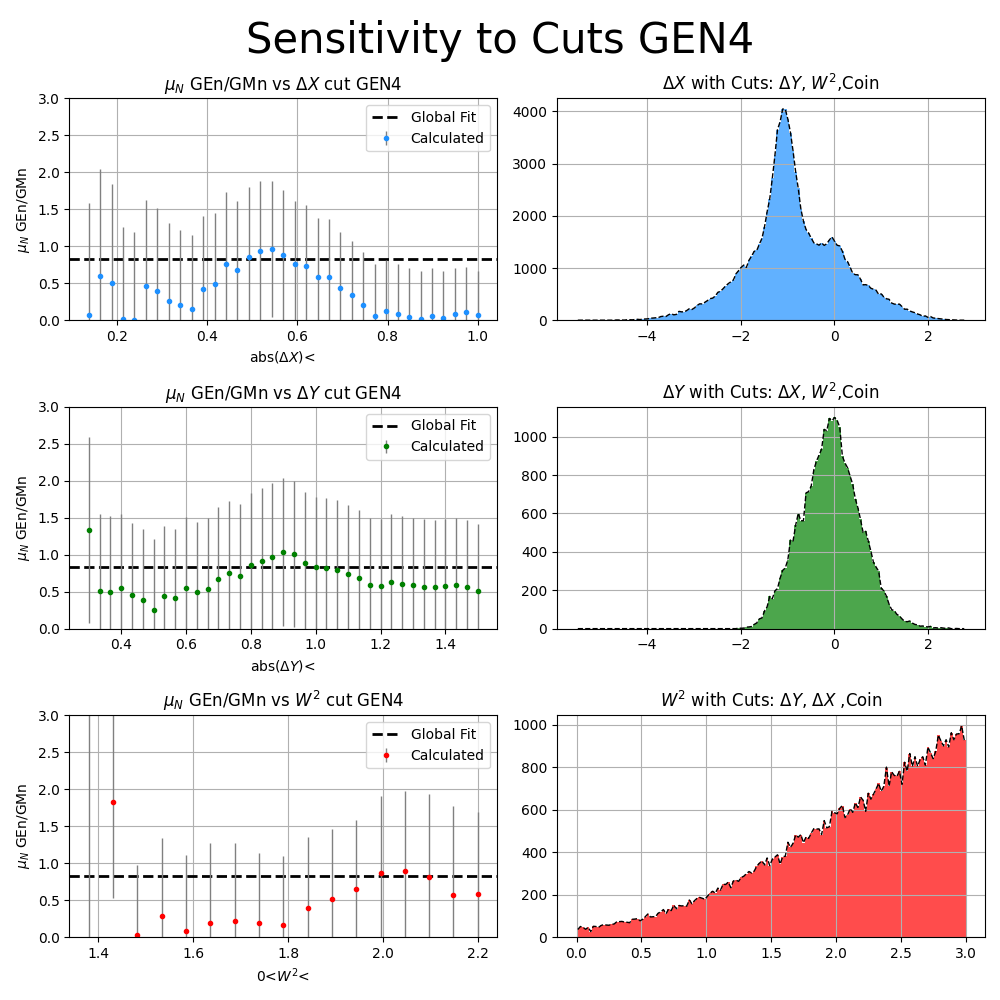 Sensitivity to Cuts GEN4
μN GEn/GMn vs ΔX cut GEN4
3.0
2.5
2.0
1.5
1.0
0.5
0.0
μN GEn/GMn
Global Fit
Calculated
0.2 0.4 0.6 0.8 1.0
abs(ΔX)<
ΔX with Cuts: ΔY, W²,Coin
4000
3000
2000
1000
0
−4 −2 0 2
μN GEn/GMn vs ΔY cut GEN4
3.0
2.5
2.0
1.5
1.0
0.5
0.0
μN GEn/GMn
Global Fit
Calculated
0.4 0.6 0.8 1.0 1.2 1.4
abs(ΔY)<
ΔY with Cuts: ΔX, W²,Coin
1000
800
600
400
200
0
−4 −2 0 2
μN GEn/GMn vs W² cut GEN4
3.0
2.5
2.0
1.5
1.0
0.5
0.0
μN GEn/GMn
Global Fit
Calculated
1.4 1.6 1.8 2.0 2.2
0<W²<
W² with Cuts: ΔY, ΔX ,Coin
1000
800
600
400
200
0
0.0 0.5 1.0 1.5 2.0 2.5 3.0